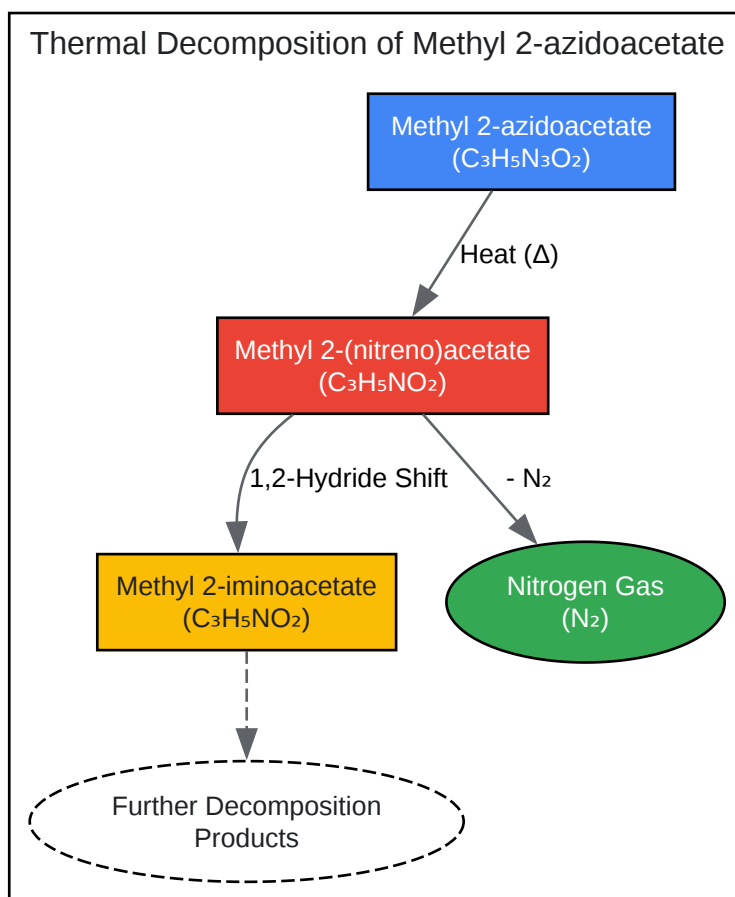 Thermal Decomposition of Methyl 2-azidoacetate
Methyl 2-azidoacetate
(C₃H₅N₃O₂)
Heat (Δ)
Methyl 2-(nitreno)acetate
(C₃H₅NO₂)
1,2-Hydride Shift
- N₂
Methyl 2-iminoacetate
(C₃H₅NO₂)
Nitrogen Gas
(N₂)
Further Decomposition
Products